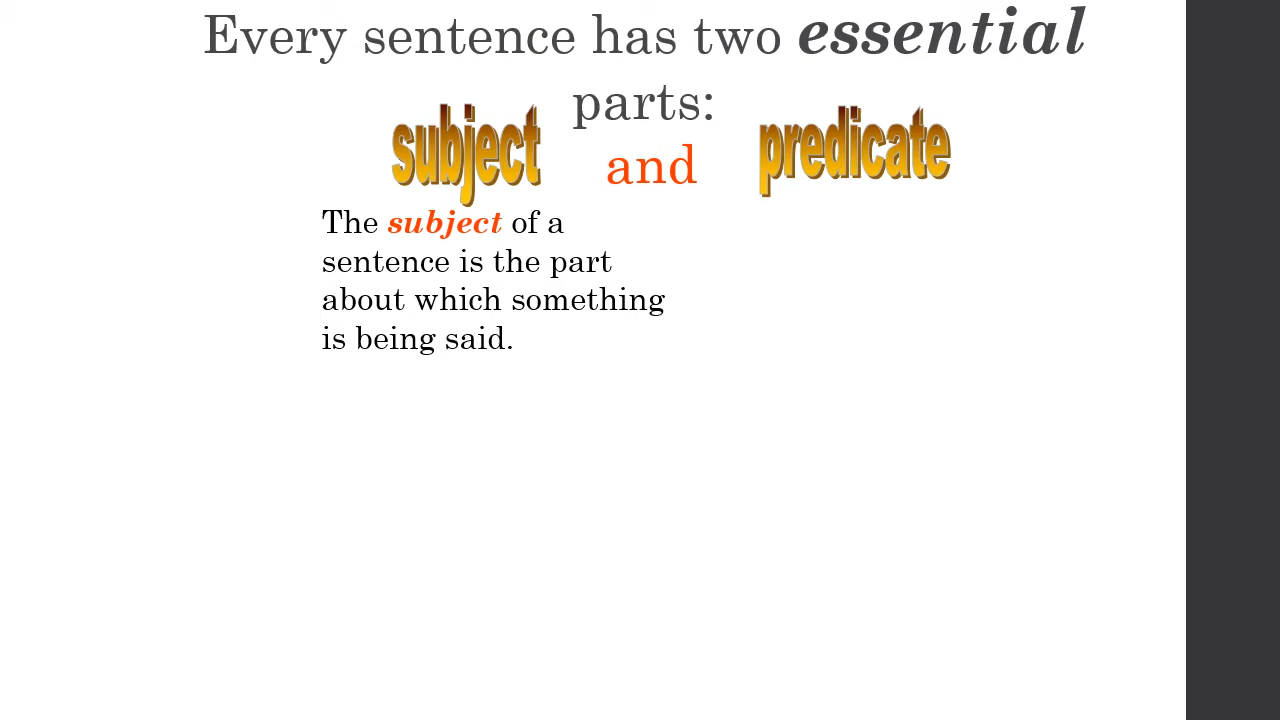 Every sentence has two essential
parts:
subject and predicate
The subject of a
sentence is the part
about which something
is being said.